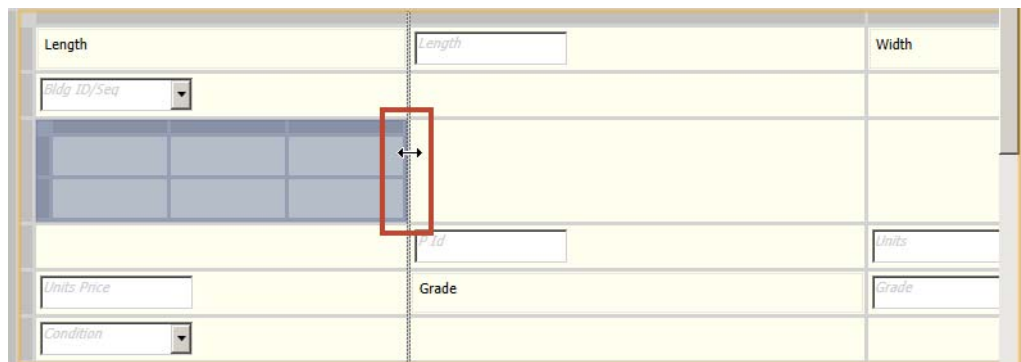 Length
Length
Width
Bldg ID/Seq
P Id
Units
Units Price
Grade
Grade
Condition